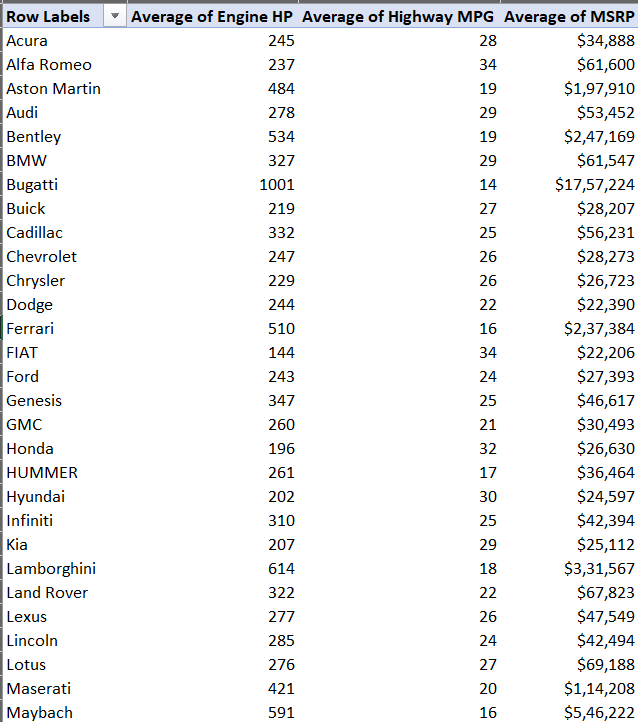 Row Labels Average of Engine HP Average of Highway MPG Average of MSRP
Acura 245 28 $34,888
Alfa Romeo 237 34 $61,600
Aston Martin 484 19 $1,97,910
Audi 278 29 $53,452
Bentley 534 19 $2,47,169
BMW 327 29 $61,547
Bugatti 1001 14 $17,57,224
Buick 219 27 $28,207
Cadillac 332 25 $56,231
Chevrolet 247 26 $28,273
Chrysler 229 26 $26,723
Dodge 244 22 $22,390
Ferrari 510 16 $2,37,384
FIAT 144 34 $22,206
Ford 243 24 $27,393
Genesis 347 25 $46,617
GMC 260 21 $30,493
Honda 196 32 $26,630
HUMMER 261 17 $36,464
Hyundai 202 30 $24,597
Infiniti 310 25 $42,394
Kia 207 29 $25,112
Lamborghini 614 18 $3,31,567
Land Rover 322 22 $67,823
Lexus 277 26 $47,549
Lincoln 285 24 $42,494
Lotus 276 27 $69,188
Maserati 421 20 $1,14,208
Maybach 591 16 $5,46,222